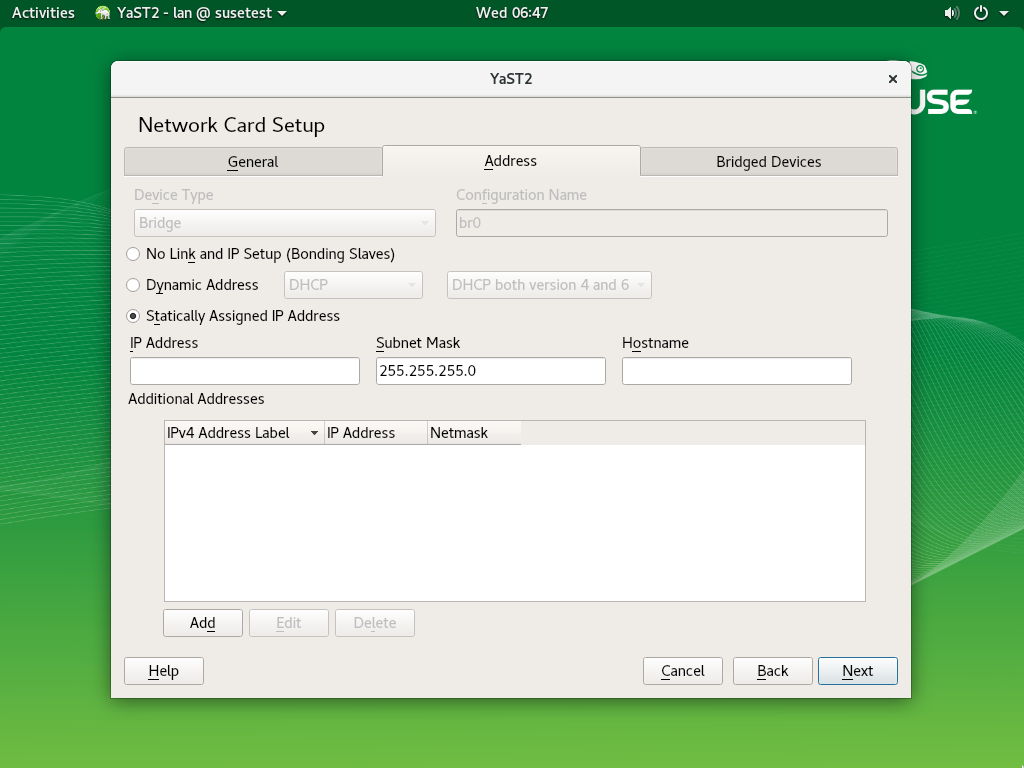 Activities YaST2 - lan @ susetest Wed 06:47
YaST2
USE
Network Card Setup
General Address Bridged Devices
Device Type Configuration Name
Bridge br0
No Link and IP Setup (Bonding Slaves)
Dynamic Address DHCP DHCP both version 4 and 6
Statically Assigned IP Address
IP Address Subnet Mask Hostname
255.255.255.0
Additional Addresses
IPv4 Address Label IP Address Netmask
Add Edit Delete
Help Cancel Back Next